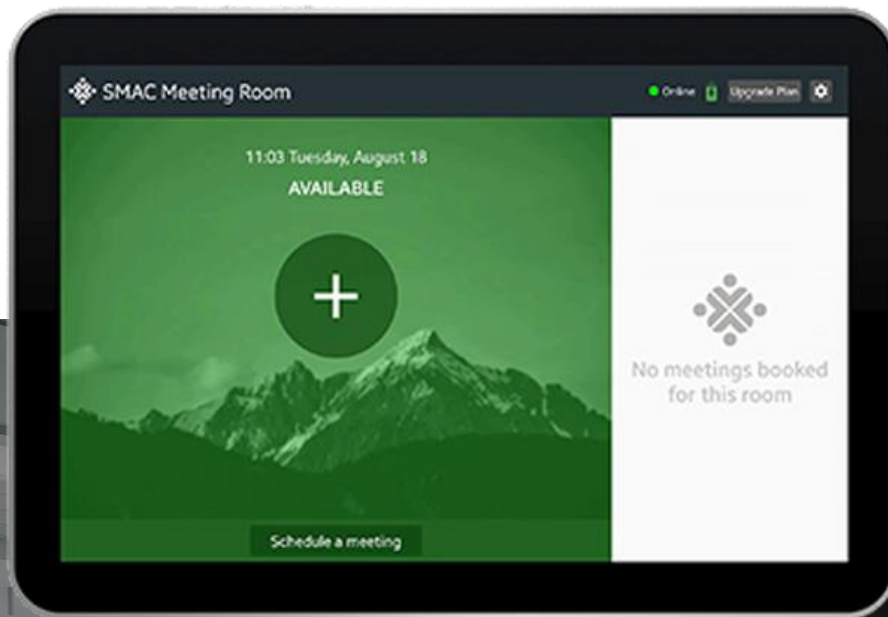 SMAC Meeting Room
Online
Upgrade Plan
11:03 Tuesday, August 18
AVAILABLE
Schedule a meeting
No meetings booked
for this room